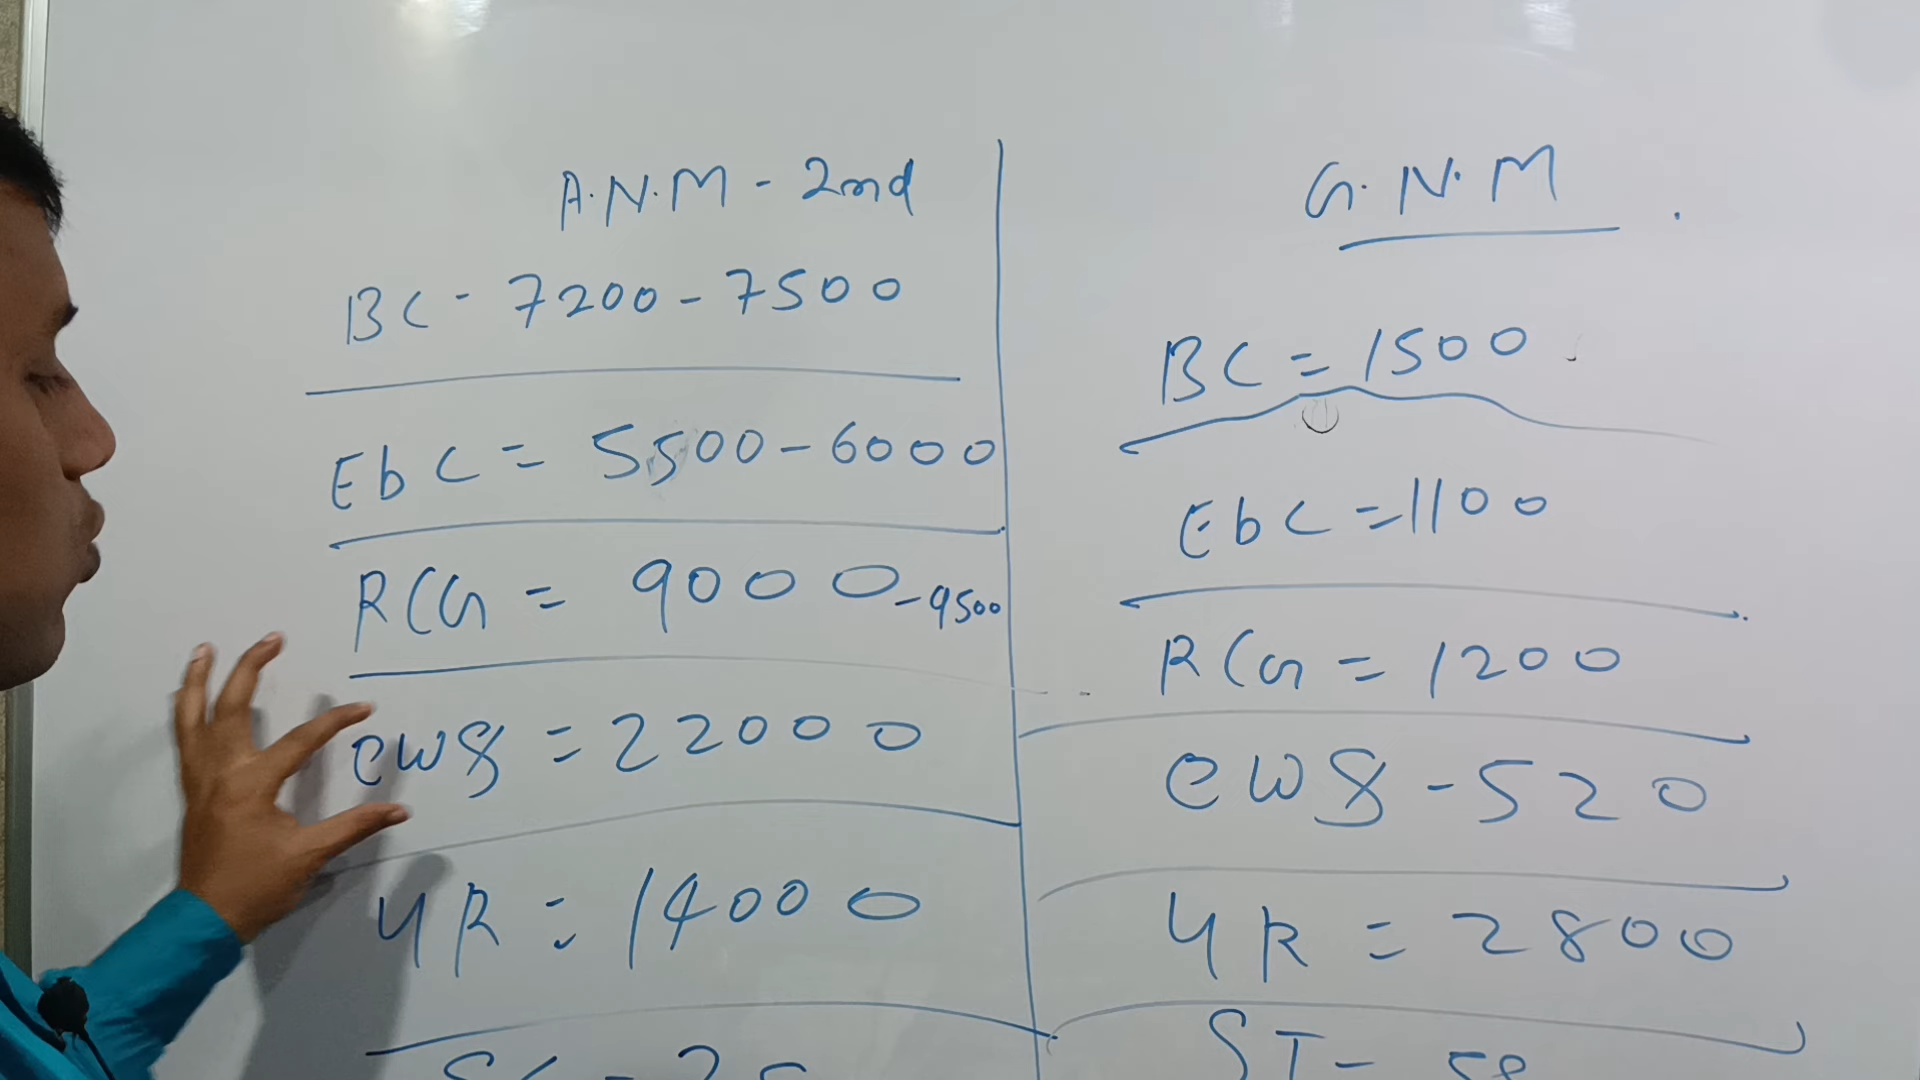 A.N.M - 2nd
BC - 7200 - 7500
EbC = 5500 - 6000
RCG = 9000 - 9500
eWS = 22000
UR = 14000
G.N.M
BC = 1500
EbC = 1100
RCG = 1200
eWS - 520
UR = 2800
ST -